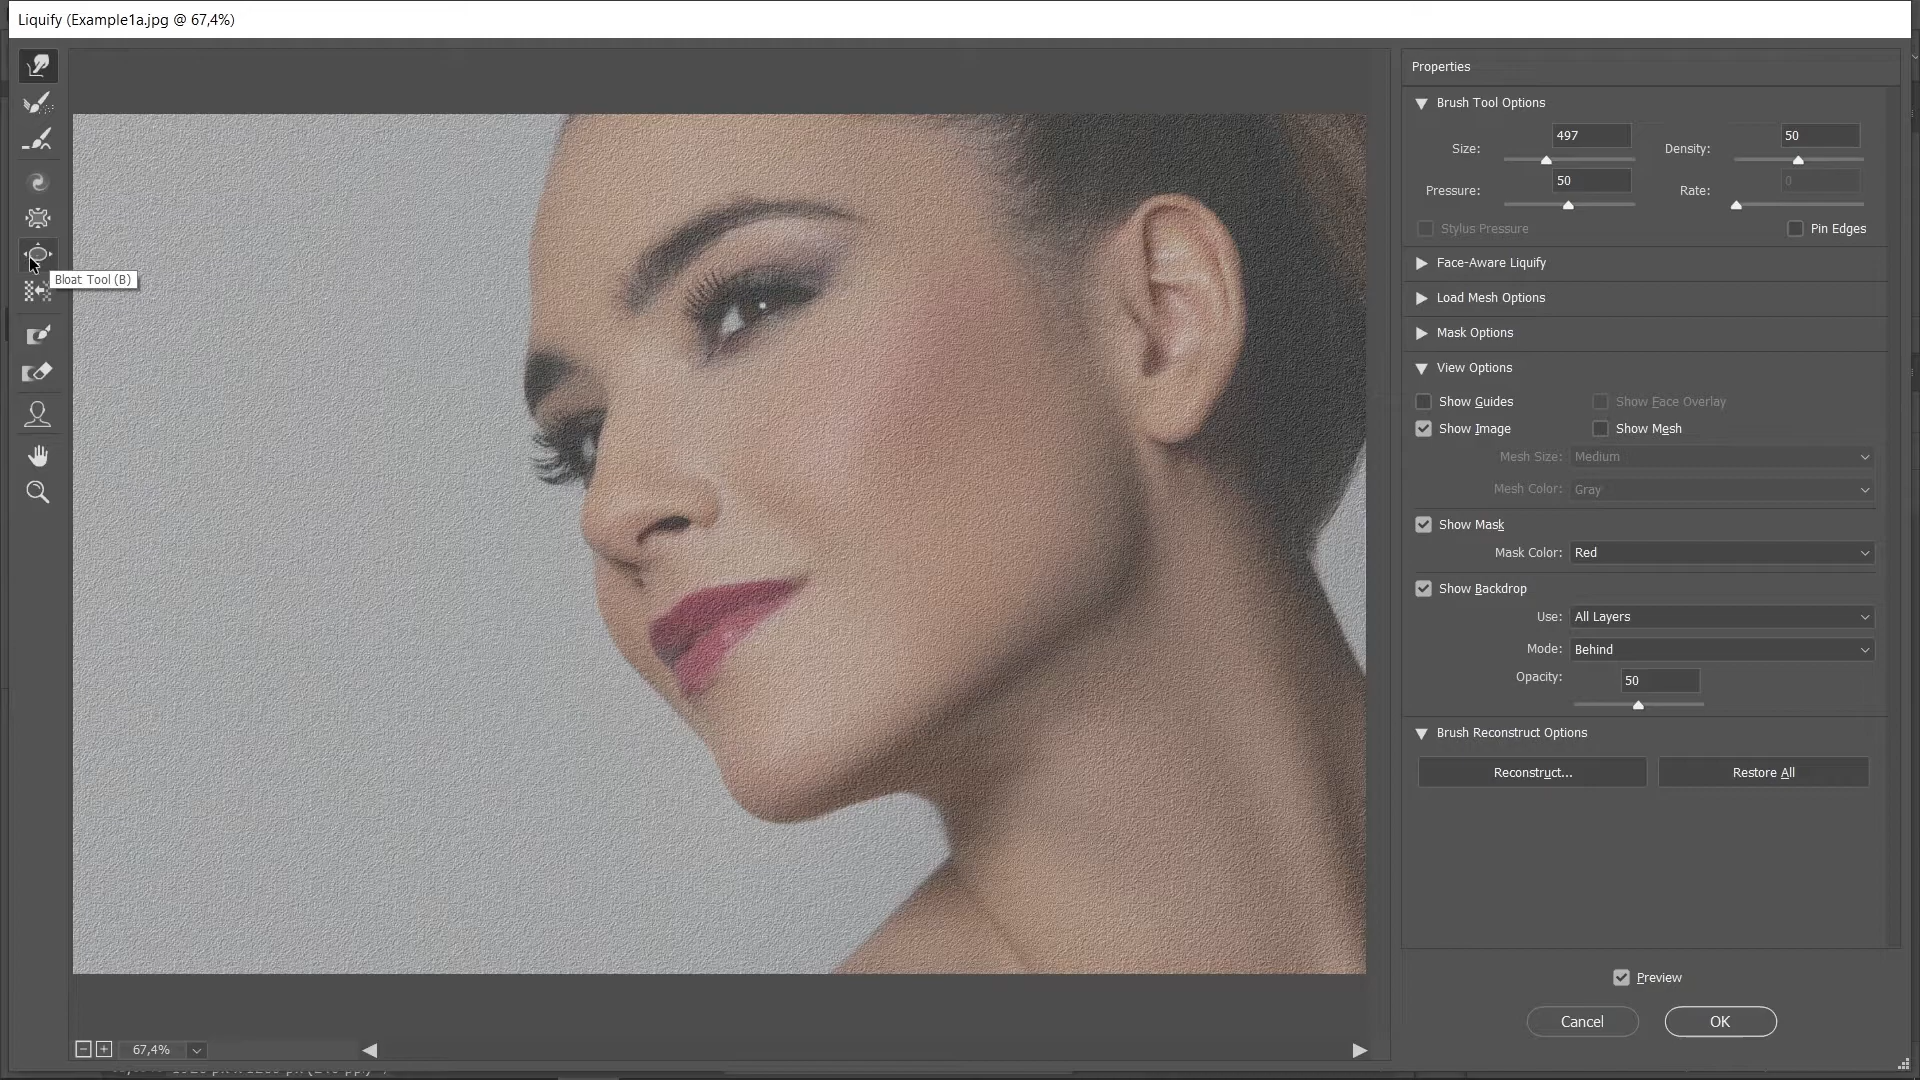 Liquify (Example1a.jpg @ 67,4%)
Bloat Tool (B)
67,4%
Properties
Brush Tool Options
Size: 497
Density: 50
Pressure: 50
Rate: 0
Stylus Pressure
Pin Edges
Face-Aware Liquify
Load Mesh Options
Mask Options
View Options
Show Guides
Show Face Overlay
Show Image
Show Mesh
Mesh Size: Medium
Mesh Color: Gray
Show Mask
Mask Color: Red
Show Backdrop
Use: All Layers
Mode: Behind
Opacity: 50
Brush Reconstruct Options
Reconstruct...
Restore All
Preview
Cancel
OK